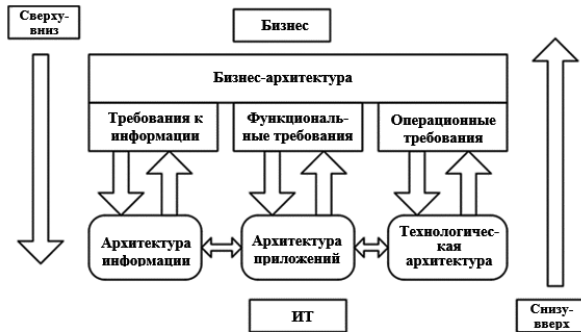 Сверху-
вниз
Бизнес
Бизнес-архитектура
Требования к
информации
Функциональ-
ные требования
Операционные
требования
Архитектура
информации
Архитектура
приложений
Технологичес-
кая
архитектура
ИТ
Снизу-
вверх